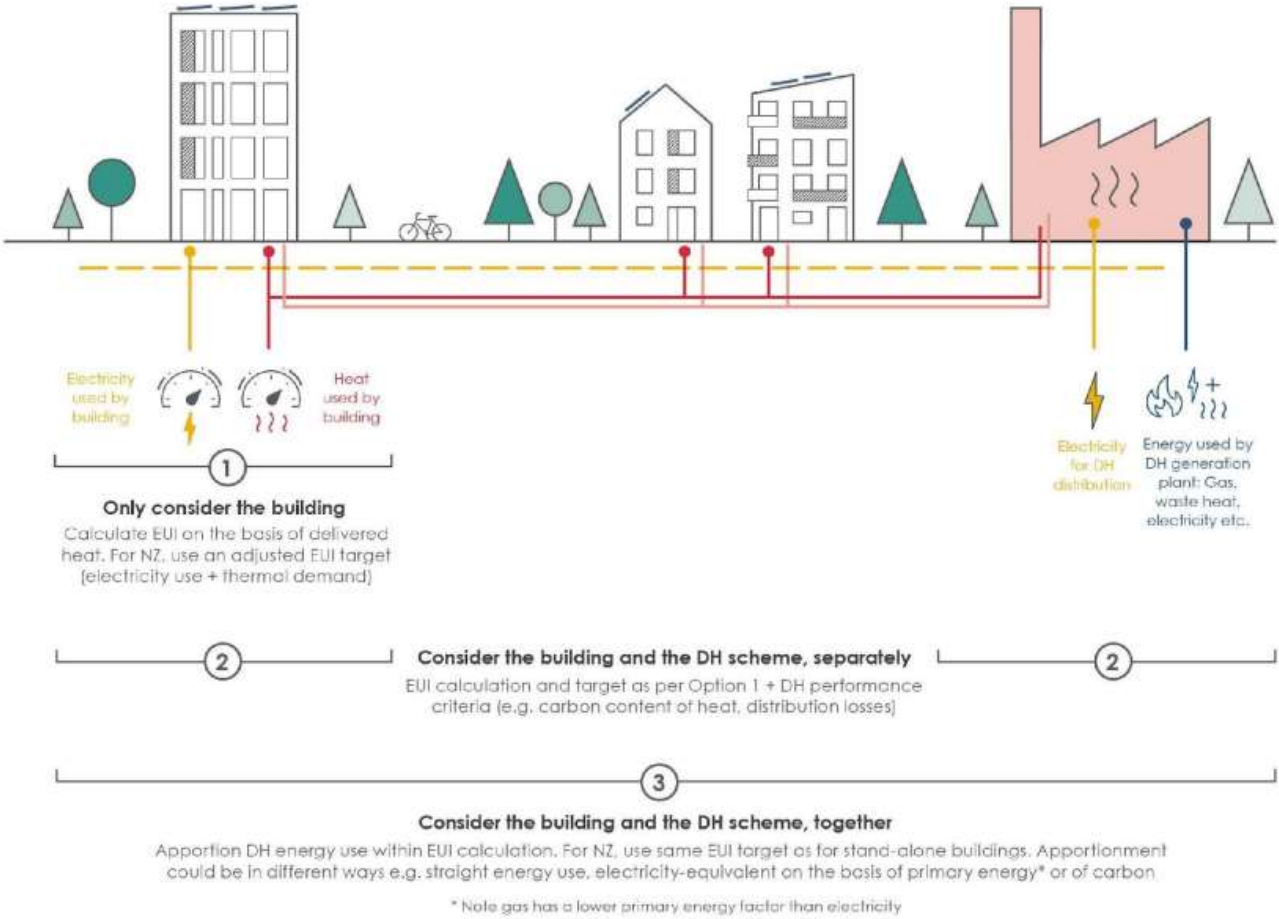 Electricity
used by
building
Heat
used by
building
Electricity
for DH
distribution
Energy used by
DH generation
plant: Gas,
waste heat,
electricity etc.
1
Only consider the building
Calculate EUI on the basis of delivered
heat. For NZ, use an adjusted EUI target
(electricity use + thermal demand)
2
Consider the building and the DH scheme, separately
EUI calculation and target as per Option 1 + DH performance
criteria (e.g. carbon content of heat, distribution losses)
2
3
Consider the building and the DH scheme, together
Apportion DH energy use within EUI calculation. For NZ, use same EUI target as for stand-alone buildings. Apportionment
could be in different ways e.g. straight energy use, electricity-equivalent on the basis of primary energy* or of carbon
* Note gas has a lower primary energy factor than electricity